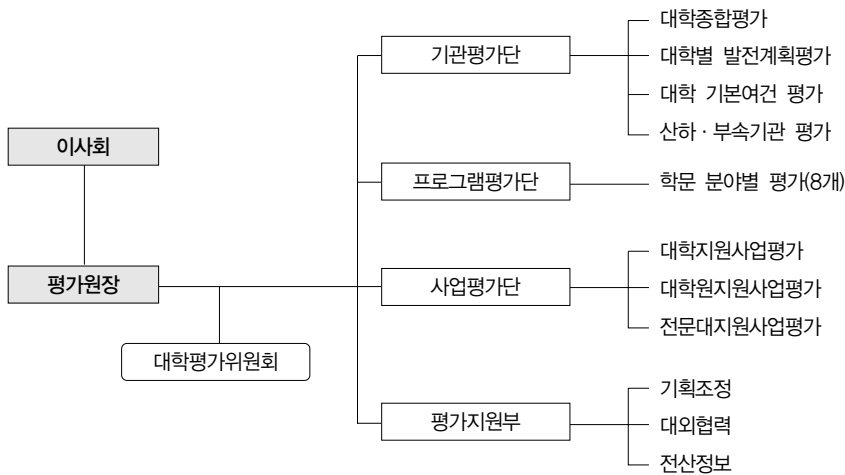 이사회
평가원장
대학평가위원회
기관평가단
대학종합평가
대학별 발전계획평가
대학 기본여건 평가
산하 · 부속기관 평가
프로그램평가단
학문 분야별 평가(8개)
사업평가단
대학지원사업평가
대학원지원사업평가
전문대지원사업평가
평가지원부
기획조정
대외협력
전산정보